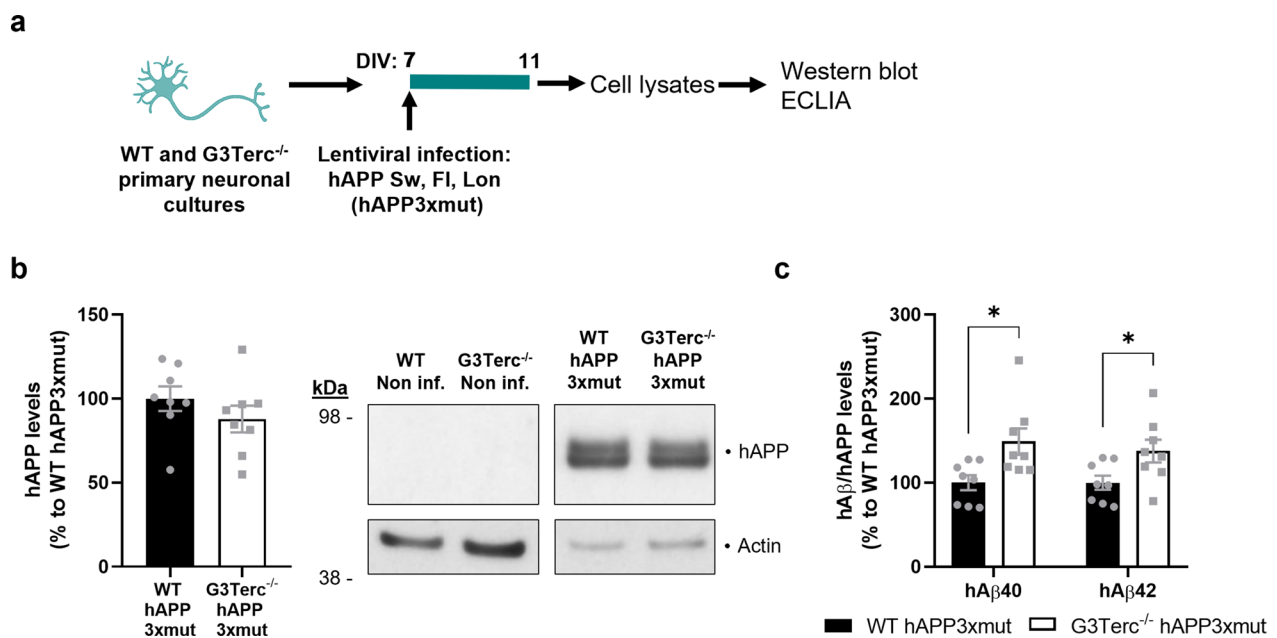 a
DIV: 7
11
Cell lysates
Western blot
ECLIA
WT and G3Terc-/-
primary neuronal
cultures
Lentiviral infection:
hAPP Sw, Fl, Lon
(hAPP3xmut)
b
hAPP levels
(% to WT hAPP3xmut)
150
100
50
0
WT
hAPP
3xmut
G3Terc-/-
hAPP
3xmut
kDa
98 -
38 -
WT
Non inf.
G3Terc-/-
Non inf.
WT
hAPP
3xmut
G3Terc-/-
hAPP
3xmut
• hAPP
• Actin
c
hAβ/hAPP levels
(% to WT hAPP3xmut)
300
200
100
0
*
*
hAβ40
hAβ42
WT hAPP3xmut
G3Terc-/- hAPP3xmut